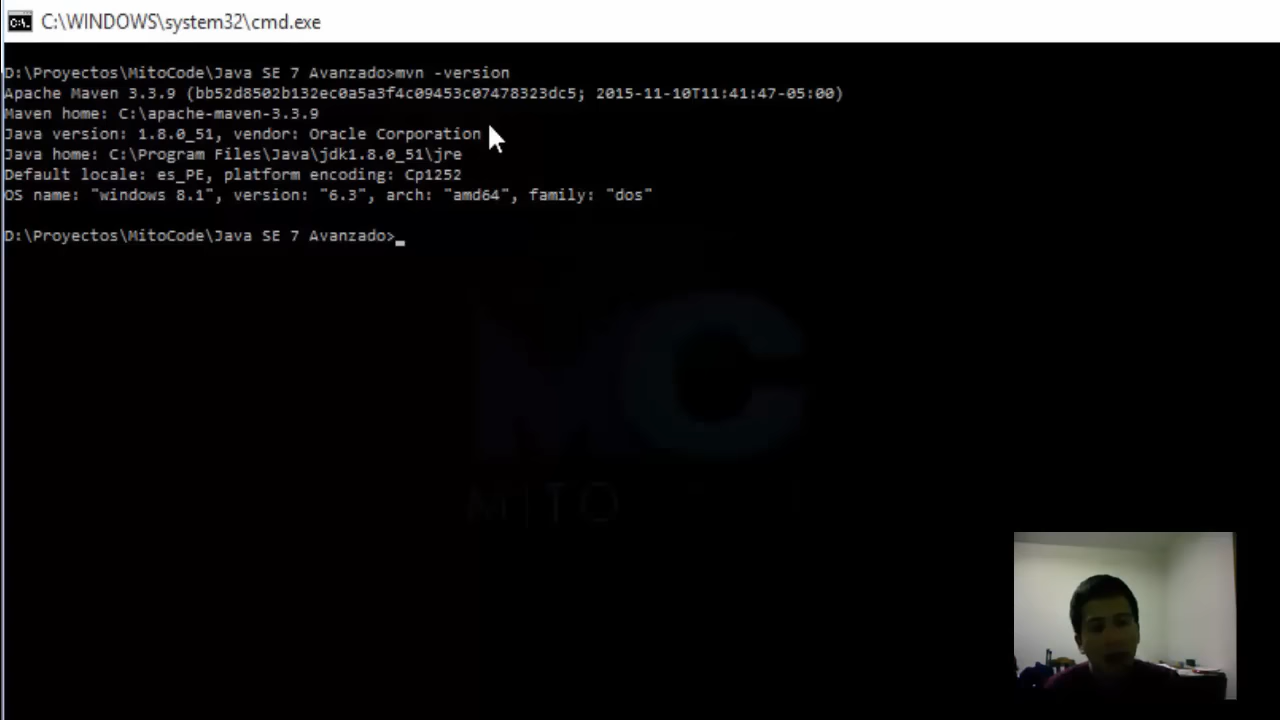 C:\WINDOWS\system32\cmd.exe
D:\Proyectos\MitoCode\Java SE 7 Avanzado>mvn -version
Apache Maven 3.3.9 (bb52d8502b132ec0a5a3f4c09453c07478323dc5; 2015-11-10T11:41:47-05:00)
Maven home: C:\apache-maven-3.3.9
Java version: 1.8.0_51, vendor: Oracle Corporation
Java home: C:\Program Files\Java\jdk1.8.0_51\jre
Default locale: es_PE, platform encoding: Cp1252
OS name: "windows 8.1", version: "6.3", arch: "amd64", family: "dos"
D:\Proyectos\MitoCode\Java SE 7 Avanzado>_
MC
MITO